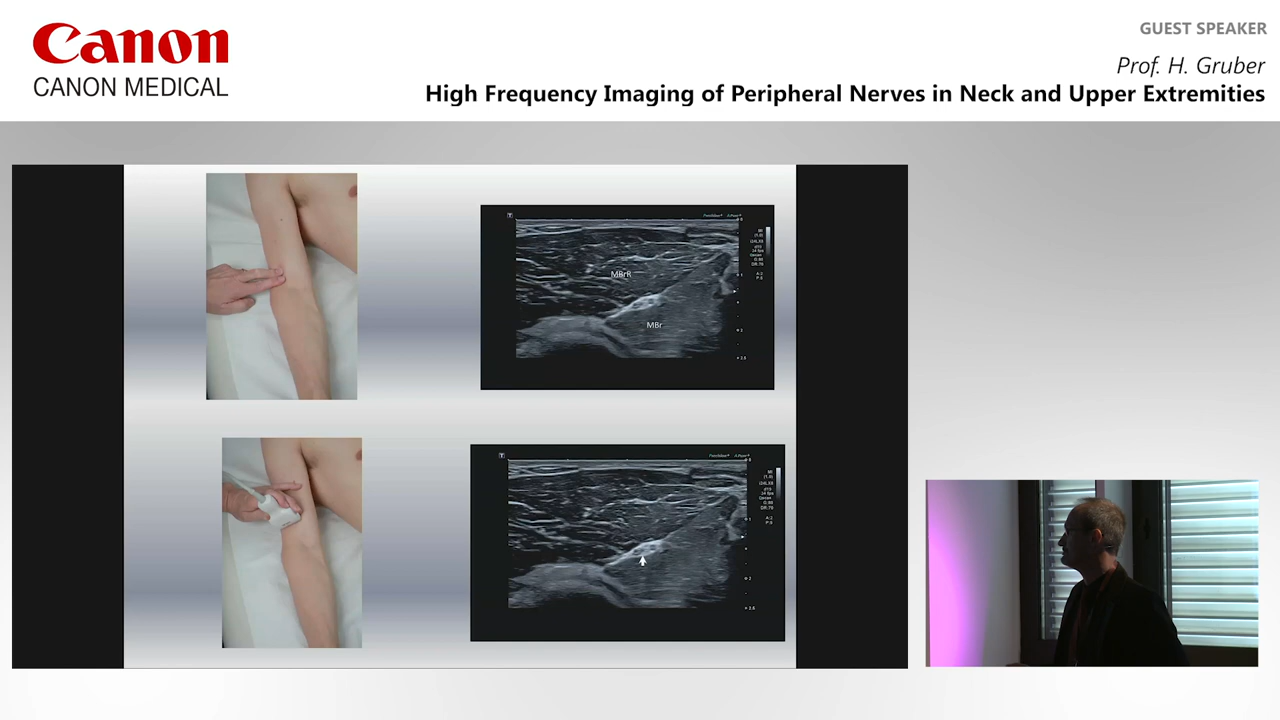 Canon
CANON MEDICAL
GUEST SPEAKER
Prof. H. Gruber
High Frequency Imaging of Peripheral Nerves in Neck and Upper Extremities
T
MBrR
MBr
T